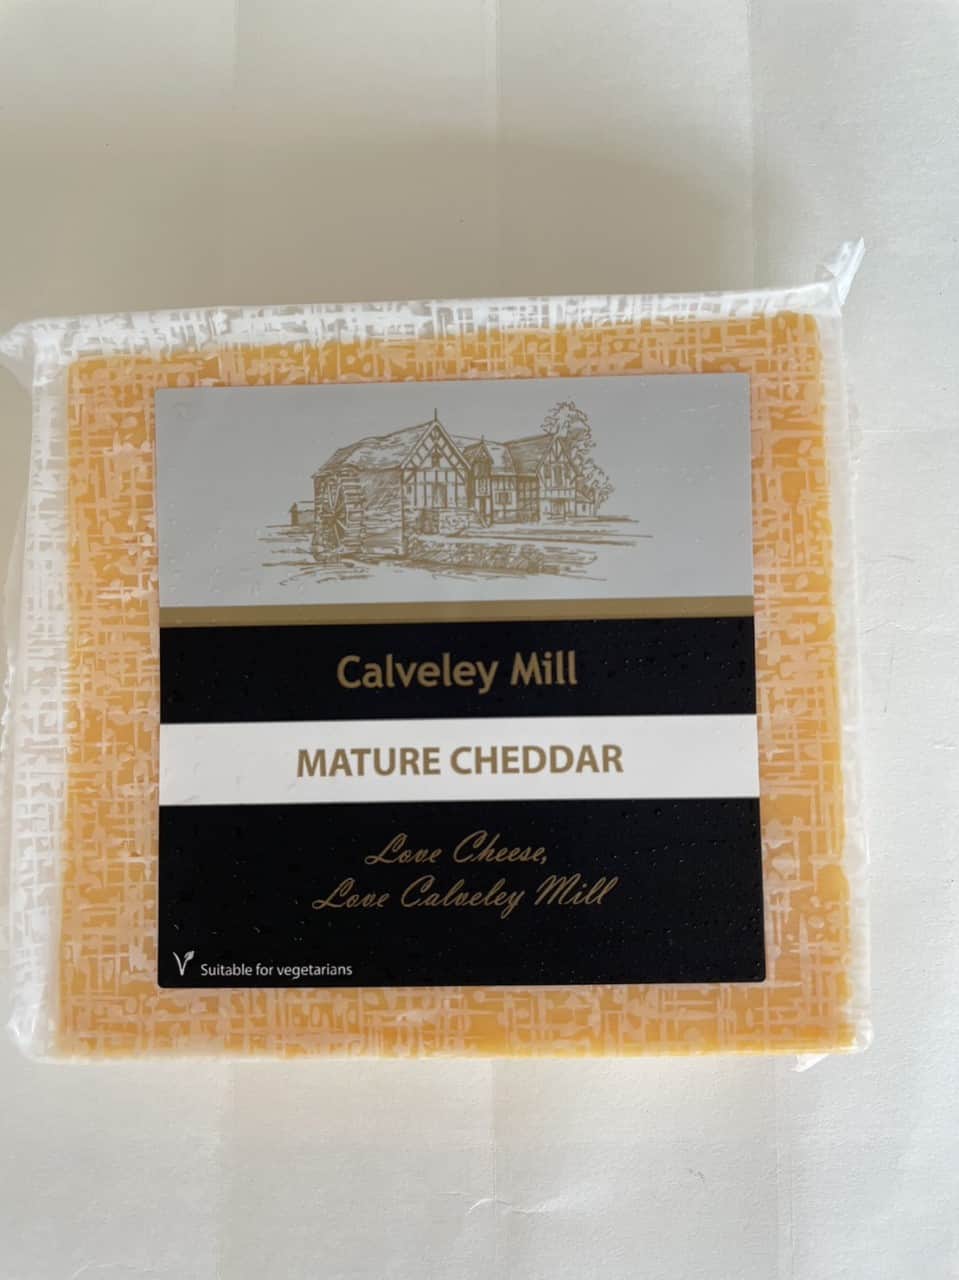 Calveley Mill
MATURE CHEDDAR
Love Cheese,
Love Calveley Mill
Suitable for vegetarians